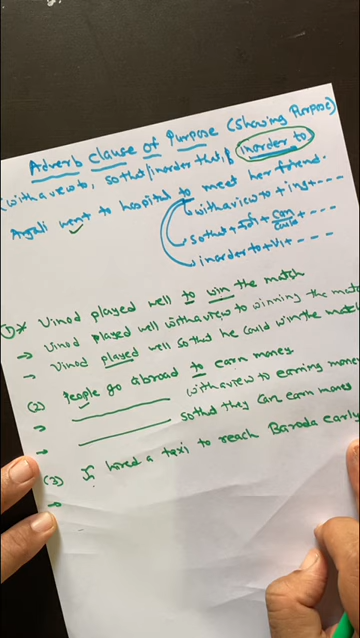 Adverb Clause of Purpose (Showing Purpose)
(with a view to, so that/in order that, in order to
Anjali went to hospital to meet her friend.
with a view to + ing + ---
so that + + can/could + ---
in order to + V1 + ---
(1)* Vinod played well to win the match
→ Vinod played well with a view to winning the match
→ Vinod played well so that he could win the match
(2) People go abroad to earn money
→ with a view to earning money
→ so that they can earn money
(3) I hired a taxi to reach Baroda early
→